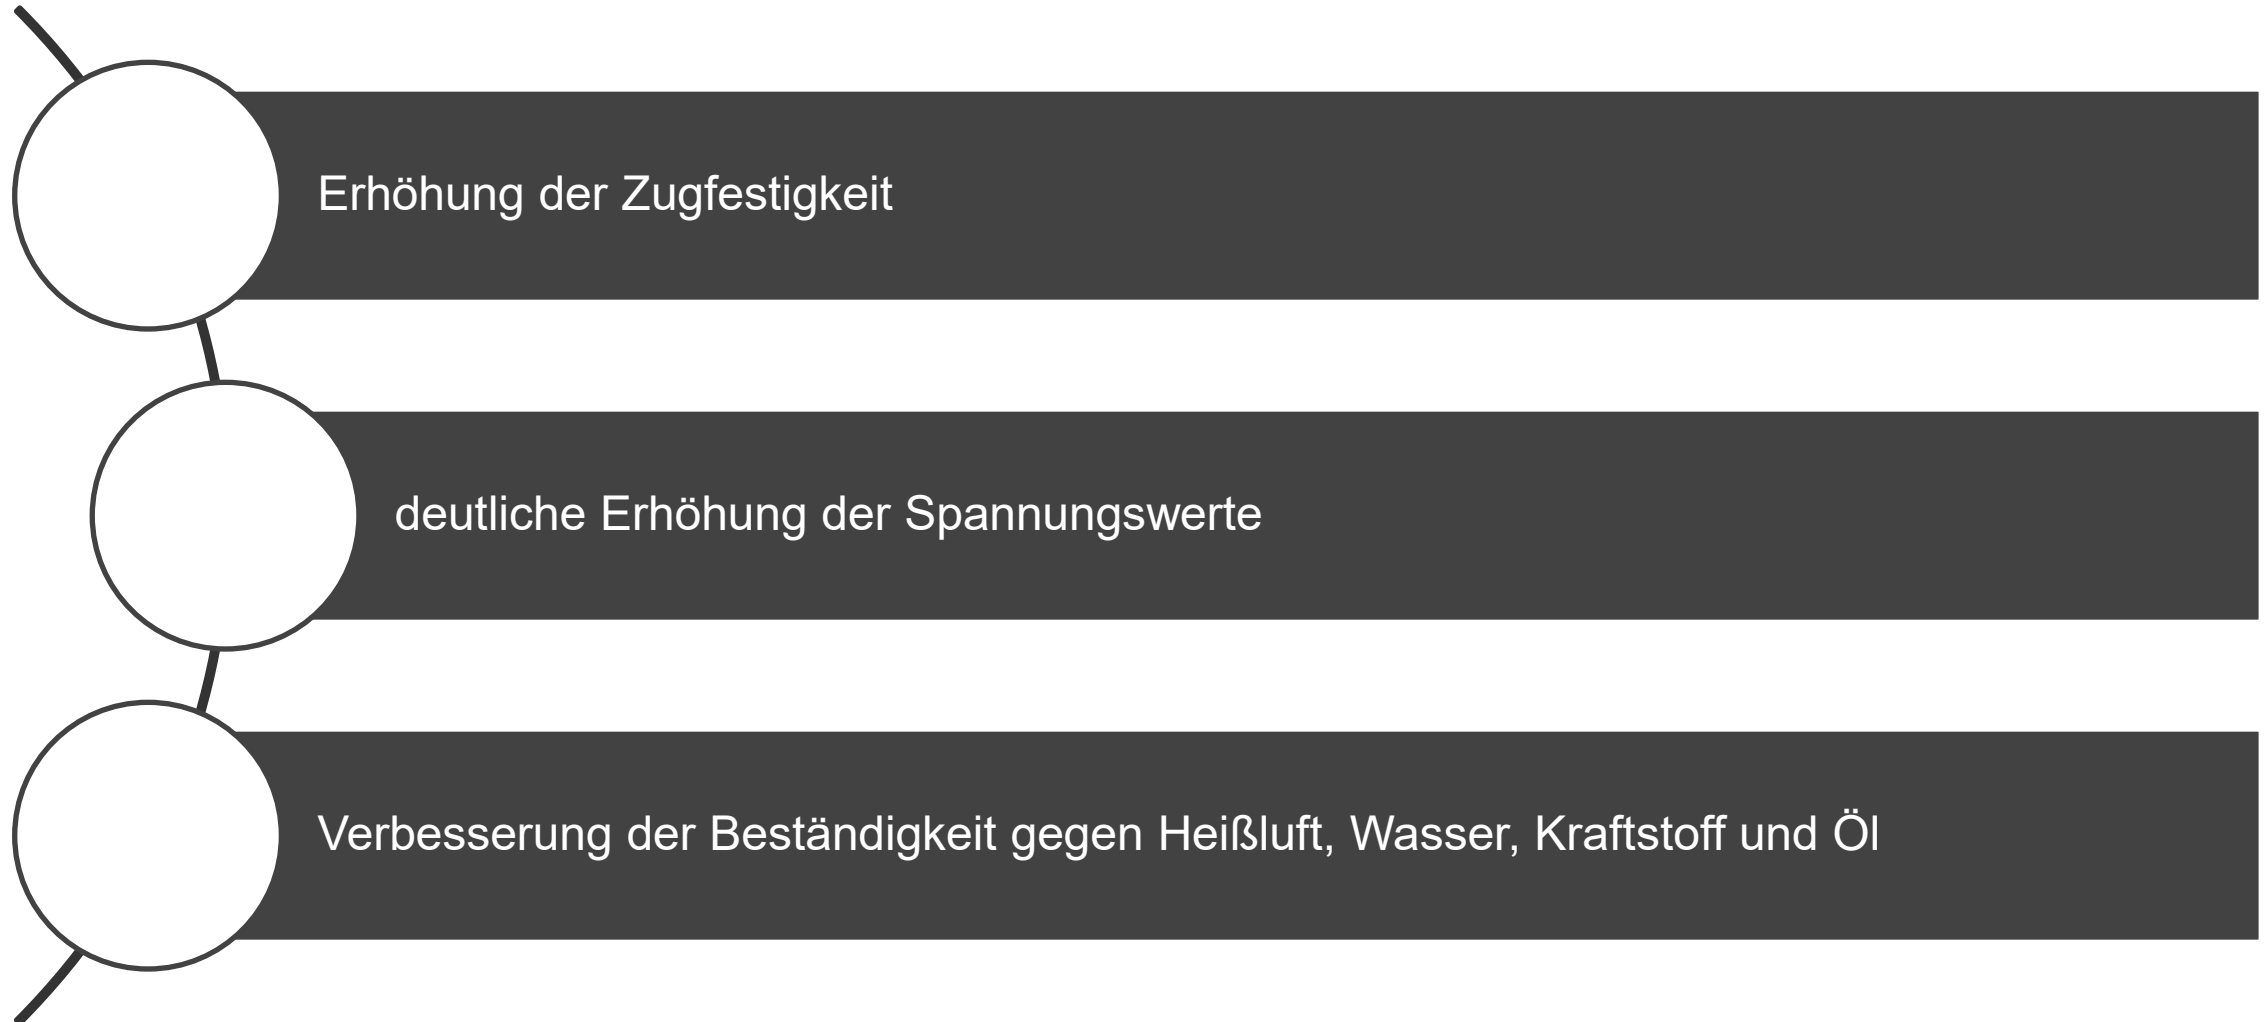 Erhöhung der Zugfestigkeit
deutliche Erhöhung der Spannungswerte
Verbesserung der Beständigkeit gegen Heißluft, Wasser, Kraftstoff und Öl